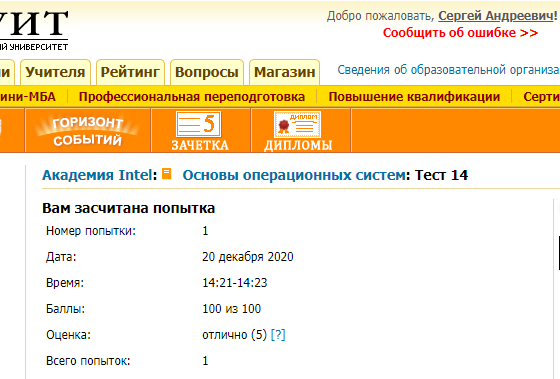 УИТ
Добро пожаловать, Сергей Андреевич!
ИЙ УНИВЕРСИТЕТ
Сообщить об ошибке >>
Учителя
Рейтинг
Вопросы
Магазин
Сведения об образовательной организа
ини-МБА
Профессиональная переподготовка
Повышение квалификации
Серти
ГОРИЗОНТ
СОБЫТИЙ
5
ЗАЧЕТКА
ДИПЛОМ
ДИПЛОМЫ
Академия Intel: Основы операционных систем: Тест 14
Вам засчитана попытка
Номер попытки: 1
Дата: 20 декабря 2020
Время: 14:21-14:23
Баллы: 100 из 100
Оценка: отлично (5) [?]
Всего попыток: 1